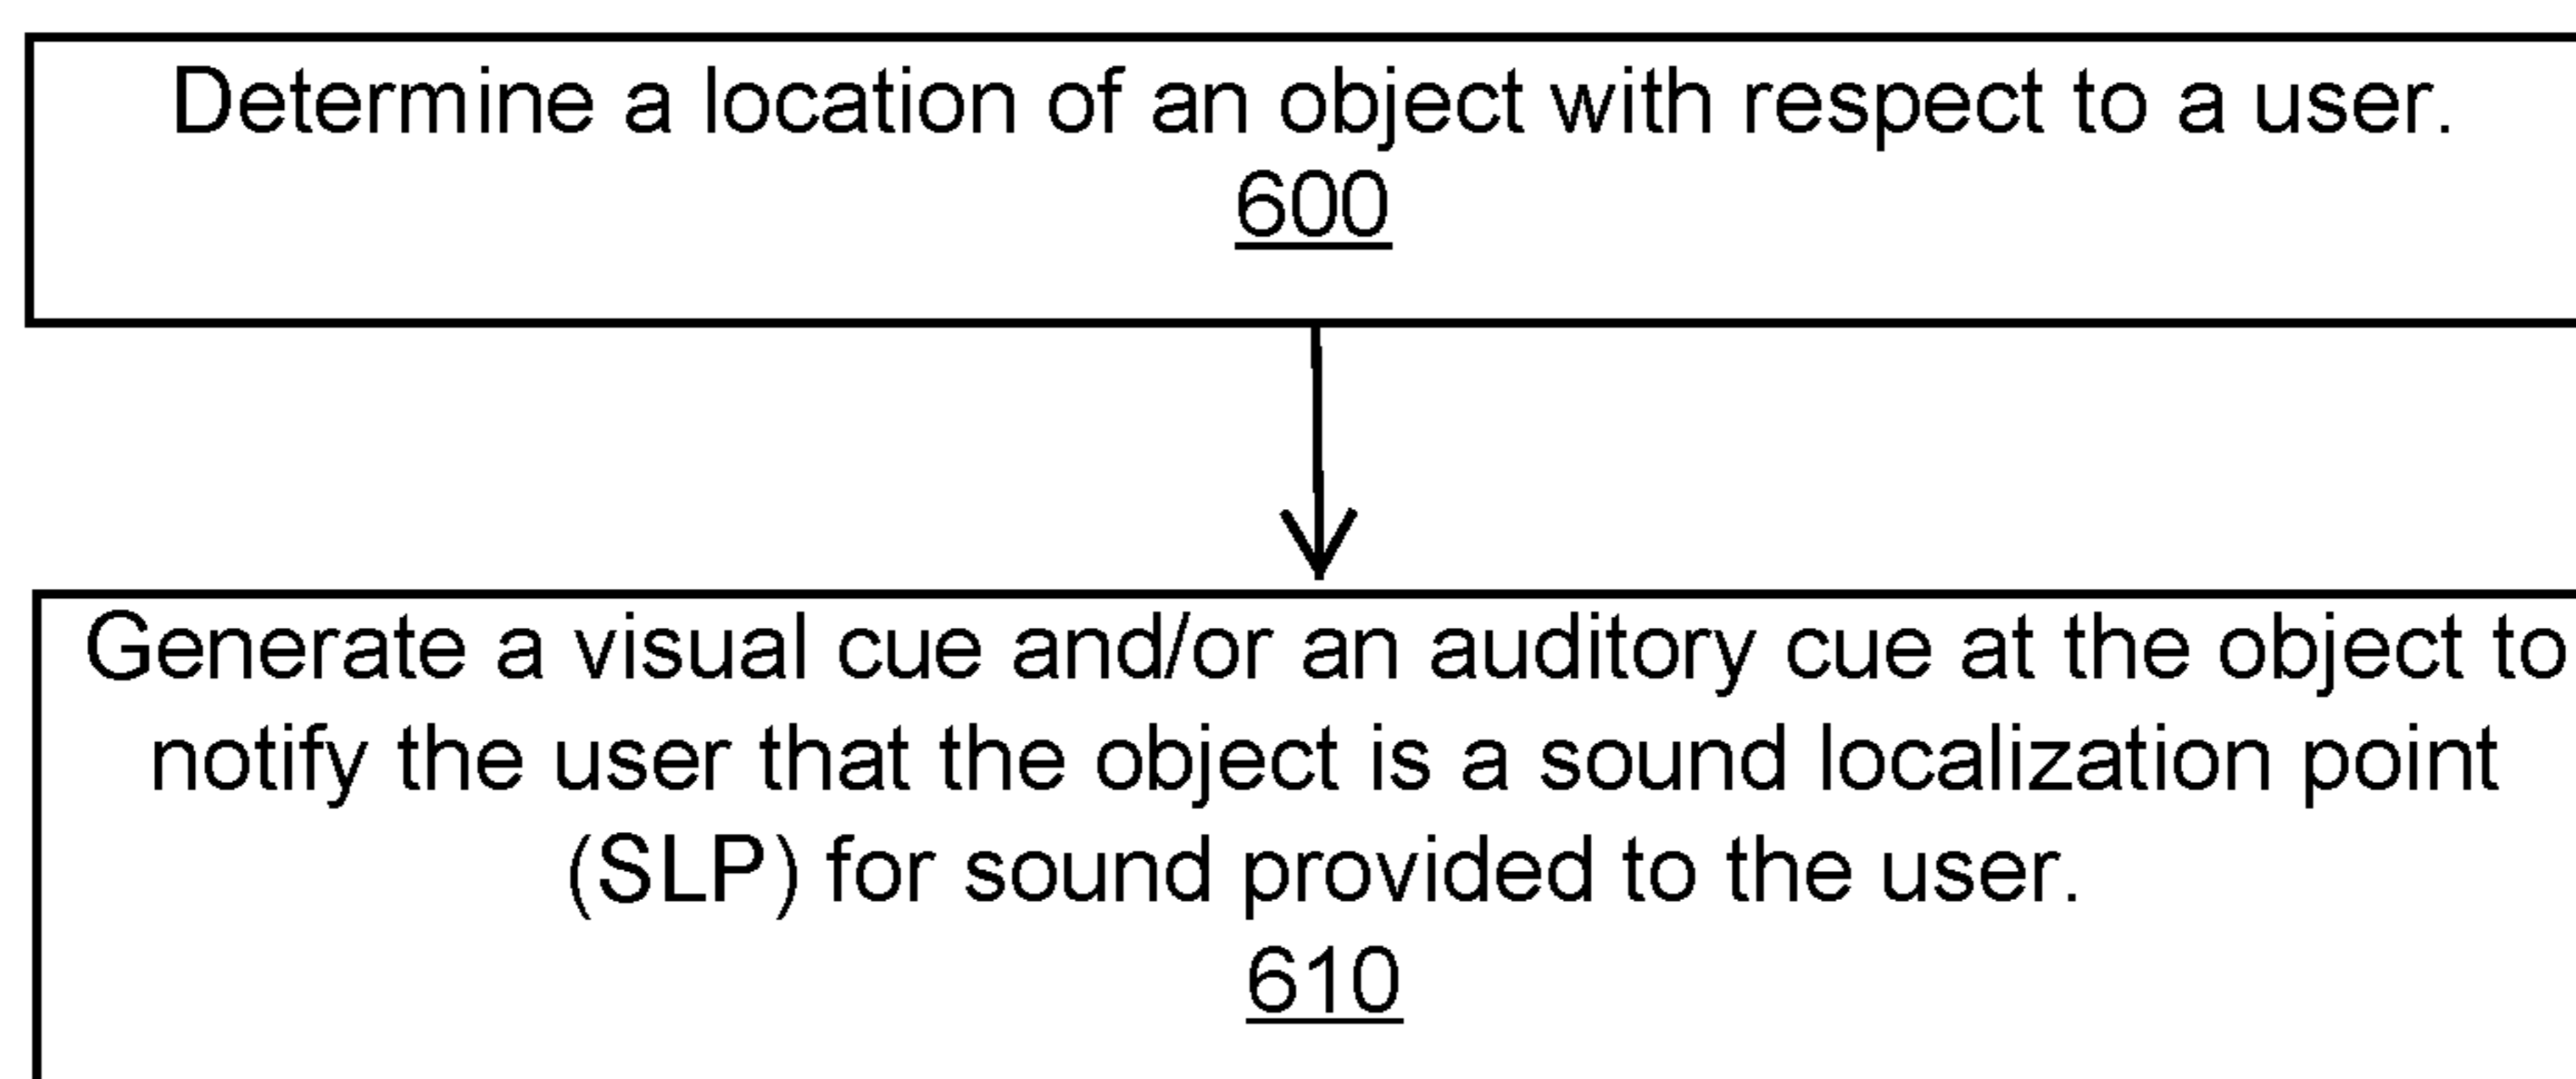 Determine a location of an object with respect to a user.
600
Generate a visual cue and/or an auditory cue at the object to
notify the user that the object is a sound localization point
(SLP) for sound provided to the user.
610